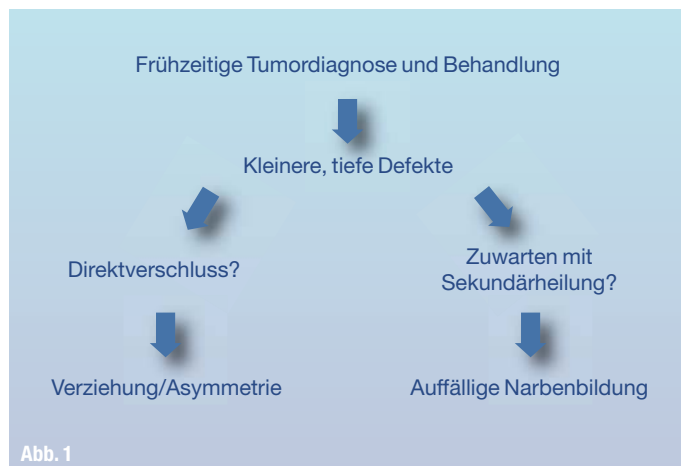 Frühzeitige Tumordiagnose und Behandlung
Kleinere, tiefe Defekte
Direktverschluss?
Zuwarten mit
Sekundärheilung?
Verziehung/Asymmetrie
Auffällige Narbenbildung
Abb. 1